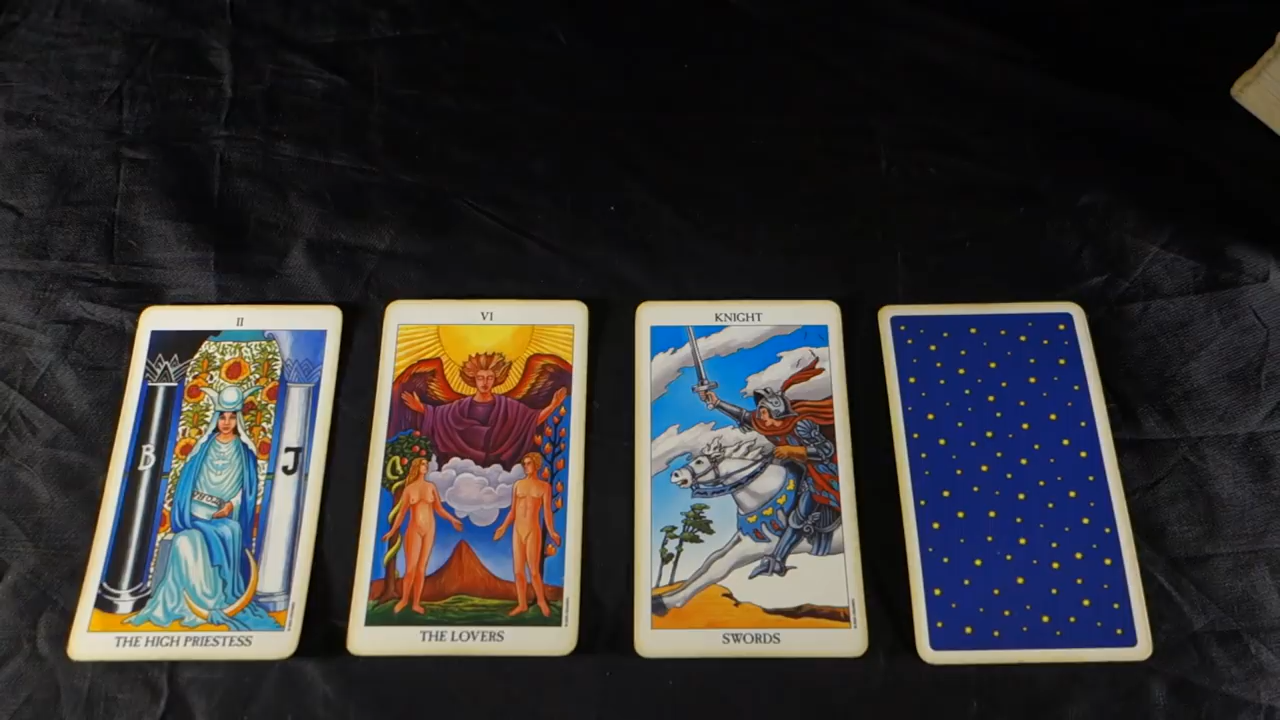 II
THE HIGH PRIESTESS
B
J
VI
THE LOVERS
KNIGHT
SWORDS